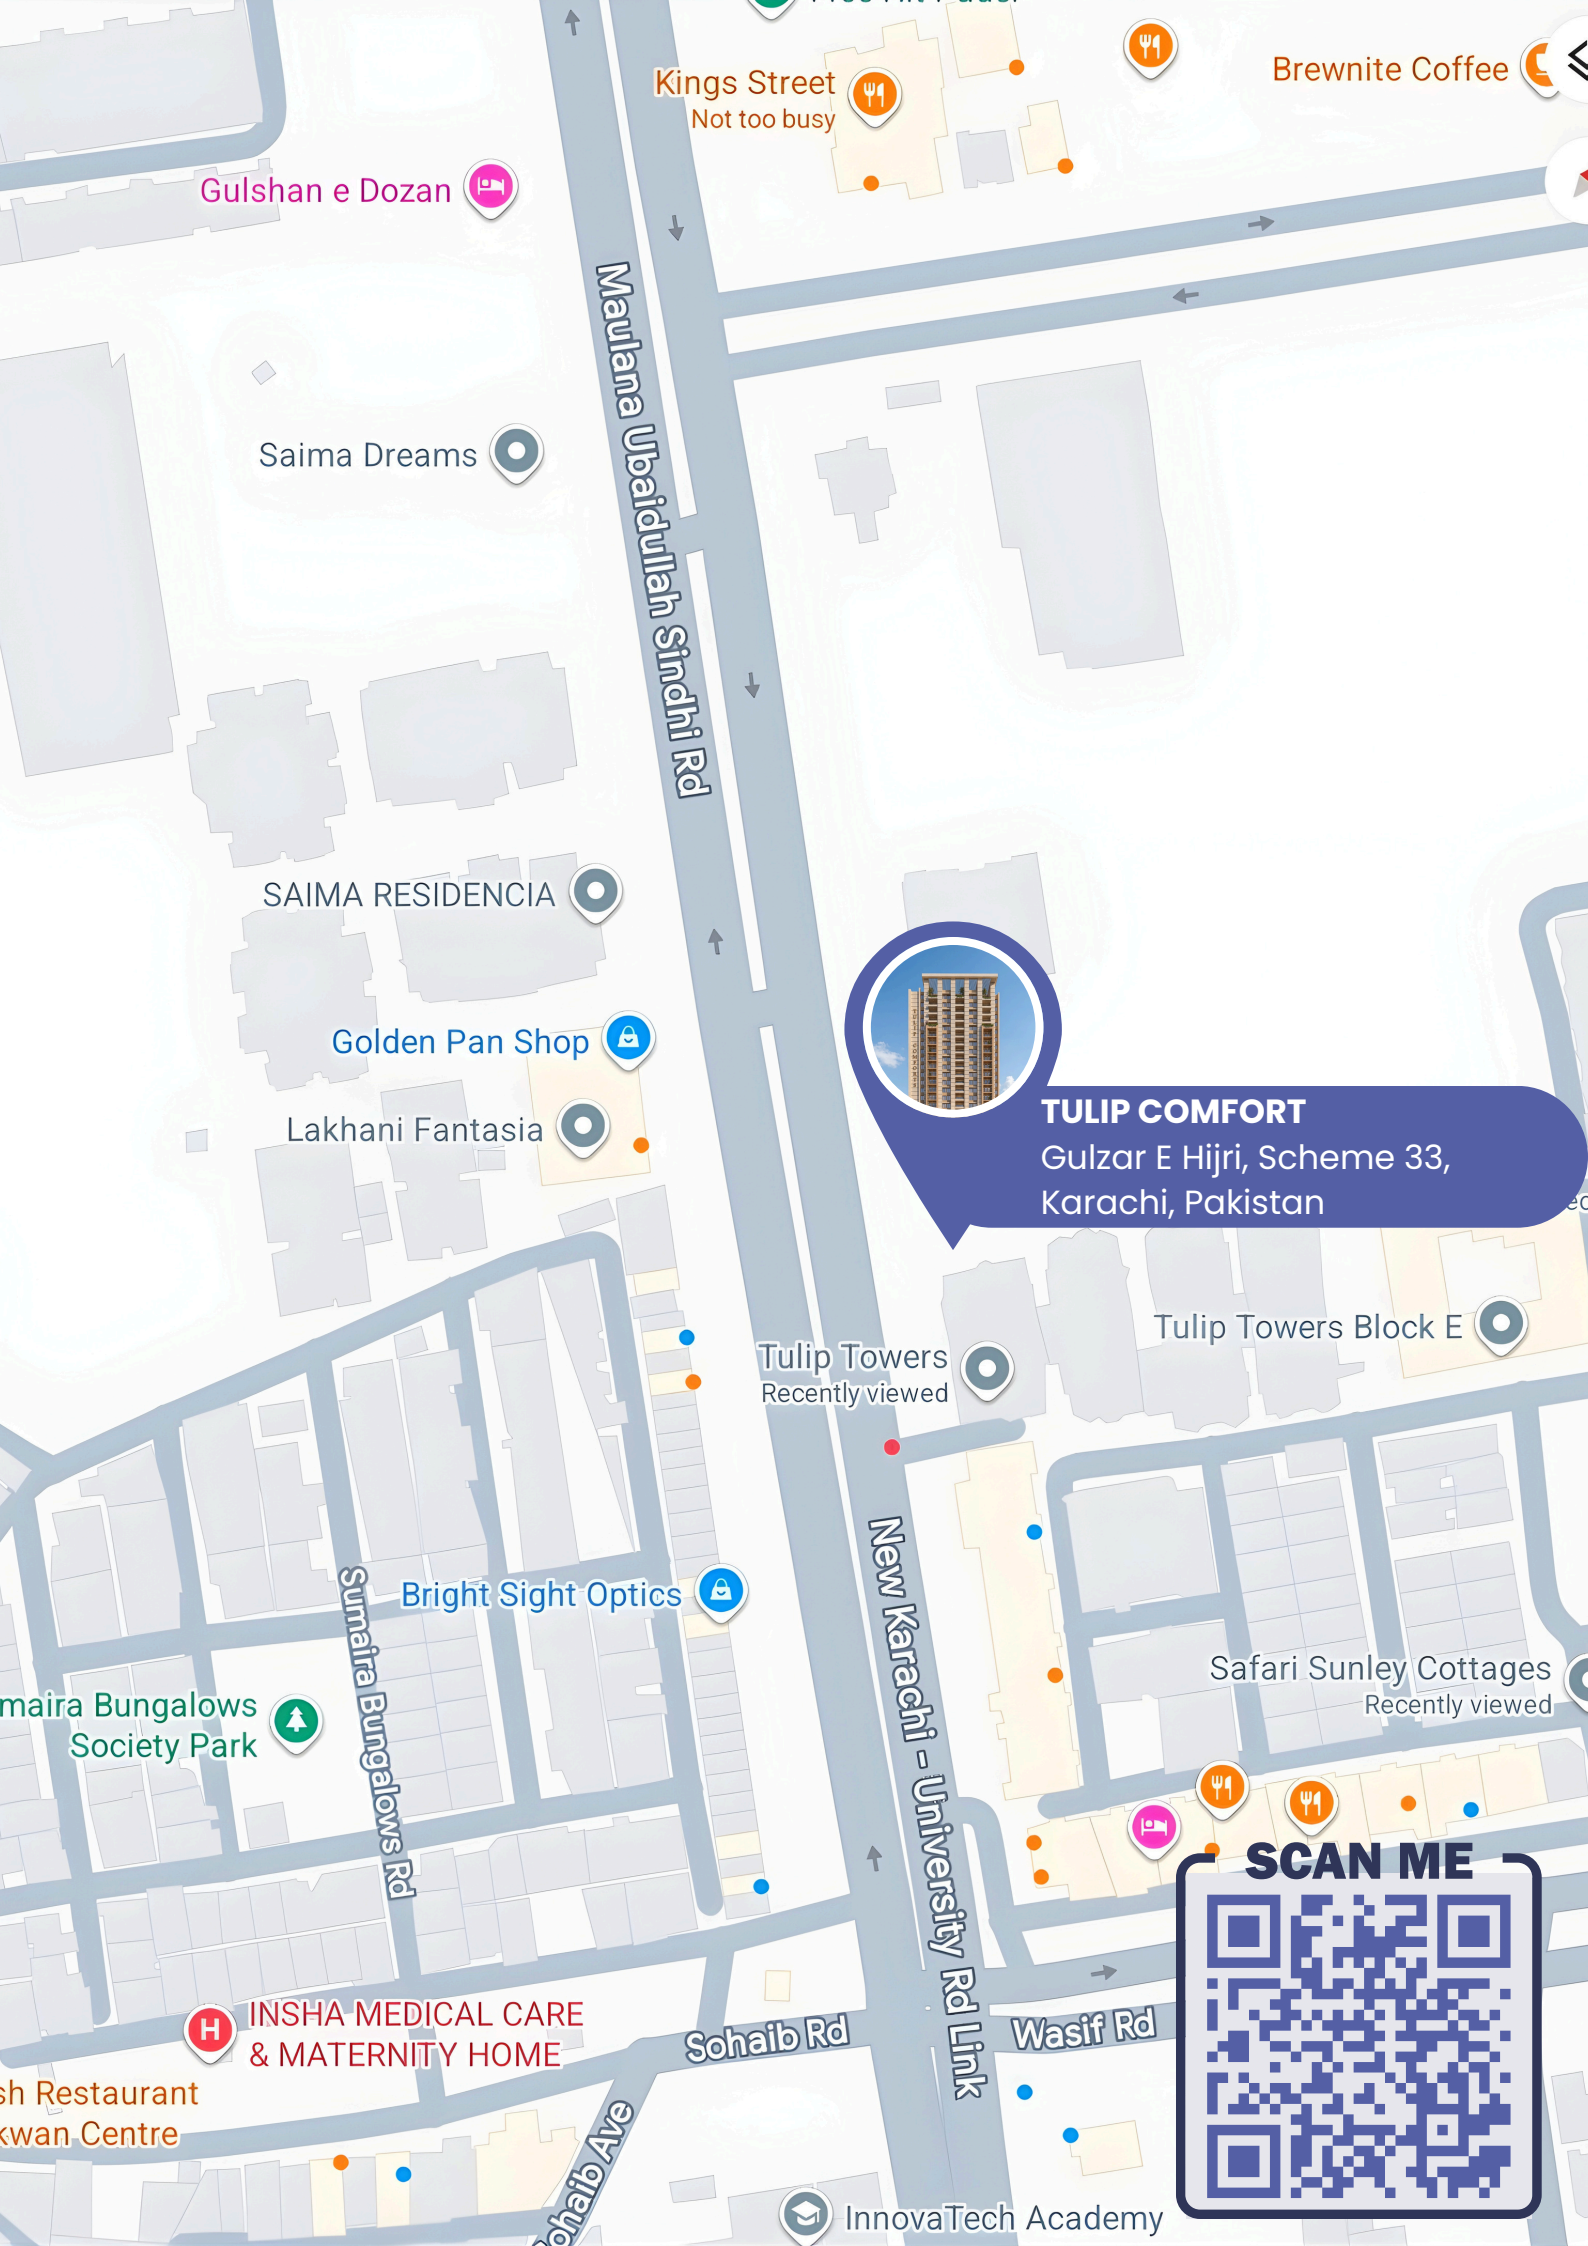 Kings Street
Not too busy
Brewnite Coffee
Gulshan e Dozan
Maulana Ubaidullah Sindhi Rd
Saima Dreams
SAIMA RESIDENCIA
Golden Pan Shop
Lakhani Fantasia
TULIP COMFORT
Gulzar E Hijri, Scheme 33,
Karachi, Pakistan
Tulip Towers Block E
Tulip Towers
Recently viewed
New Karachi - University Rd Link
Bright Sight Optics
Sumaira Bungalows Rd
Safari Sunley Cottages
Recently viewed
maira Bungalows
Society Park
SCAN ME
INSHA MEDICAL CARE
& MATERNITY HOME
Sohaib Rd
Wasif Rd
sh Restaurant
kwan Centre
ohaib Ave
InnovaTech Academy